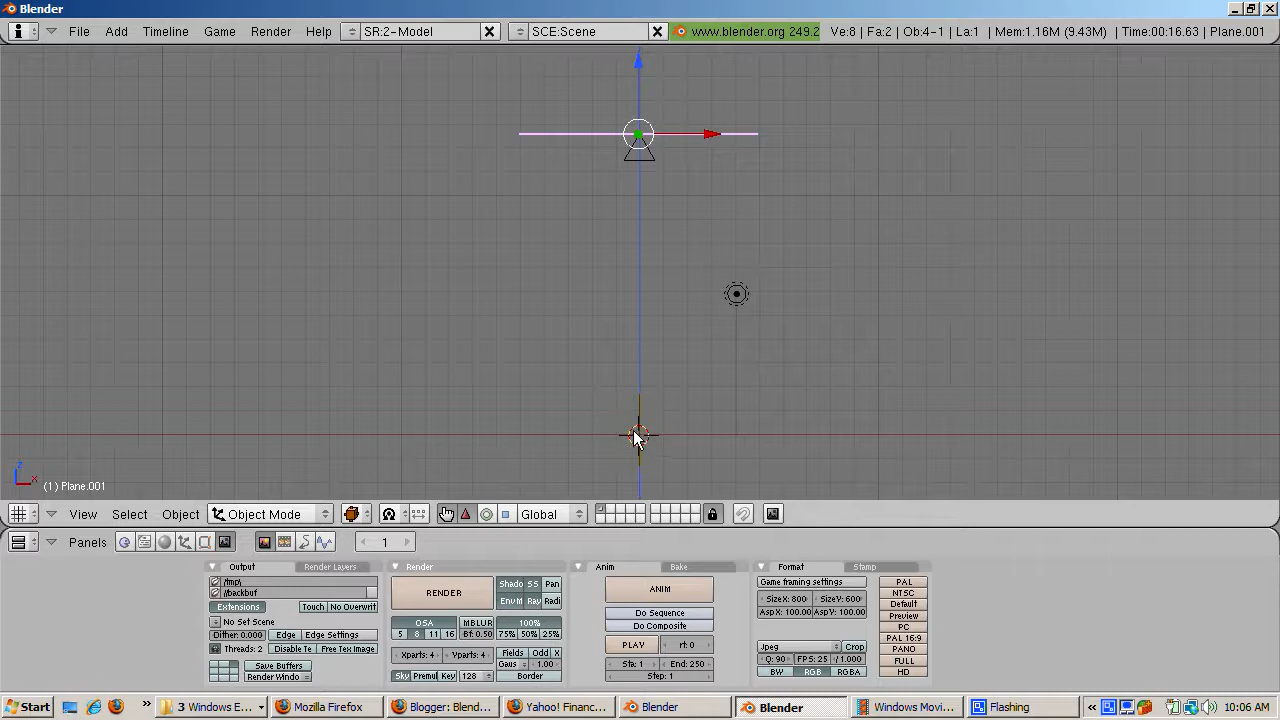 Blender
File Add Timeline Game Render Help SR:2-Model SCE:Scene www.blender.org 249.2 Ve:8 | Fa:2 | Ob:4-1 | La:1 | Mem:1.16M (9.43M) | Time:00:16.63 | Plane.001
z
x
(1) Plane.001
View Select Object Object Mode Global
Panels 1
Output Render Layers Render Anim Bake Format Stamp
/tmp\ RENDER Shado SS Pan ANIM Game framing settings PAL
//backbuf EnvM Ray Radi SizeX: 800 SizeY: 600 NTSC
Extensions Touch No Overwrit Do Sequence AspX: 100.00 AspY: 100.00 Default
No Set Scene OSA MBLUR 100% Do Composite Preview
Dither: 0.000 Edge Edge Settings 5 8 11 16 Bf: 0.50 75% 50% 25% PC
Threads: 2 Disable Te Free Tex Image Xparts: 4 Yparts: 4 Fields Odd X PLAY rt: 0 Jpeg Crop PAL 16:9
Save Buffers Gaus 1.00 Sta: 1 End: 250 Q: 90 FPS: 25 /1.000 PANO
Render Windo Sky Premul Key 128 Border Step: 1 BW RGB RGBA FULL
HD
Start » 3 Windows E... Mozilla Firefox Blogger: Blend... Yahoo! Financ... Blender Blender Windows Movi... Flashing « 10:06 AM